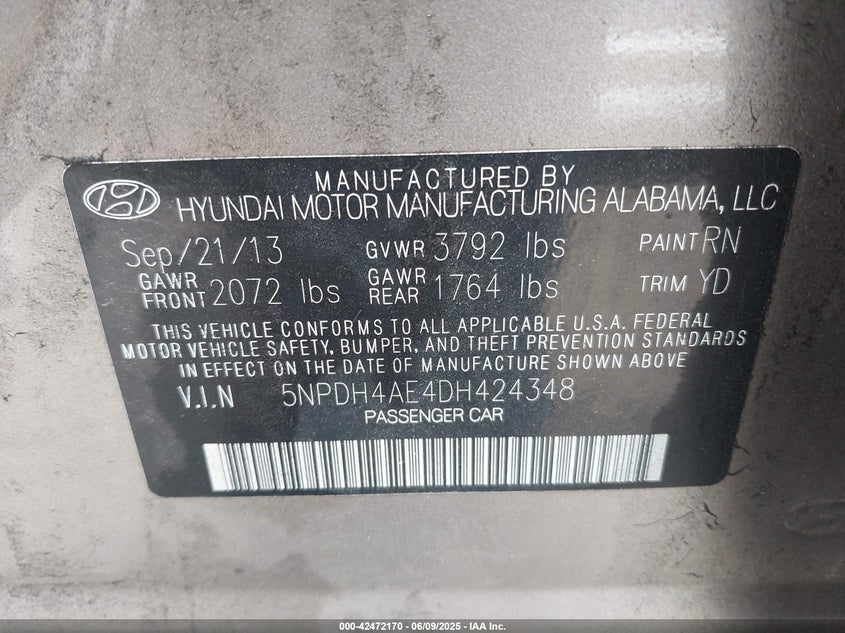 MANUFACTURED BY
HYUNDAI MOTOR MANUFACTURING ALABAMA, LLC
Sep/21/13 GVWR 3792 lbs PAINT RN
GAWR FRONT 2072 lbs GAWR REAR 1764 lbs TRIM YD
THIS VEHICLE CONFORMS TO ALL APPLICABLE U.S.A. FEDERAL
MOTOR VEHICLE SAFETY, BUMPER, AND THEFT PREVENTION STANDARDS
IN EFFECT ON THE DATE OF MANUFACTURE SHOWN ABOVE
V.I.N 5NPDH4AE4DH424348
PASSENGER CAR
000-42472170 - 06/09/2025 - IAA Inc.